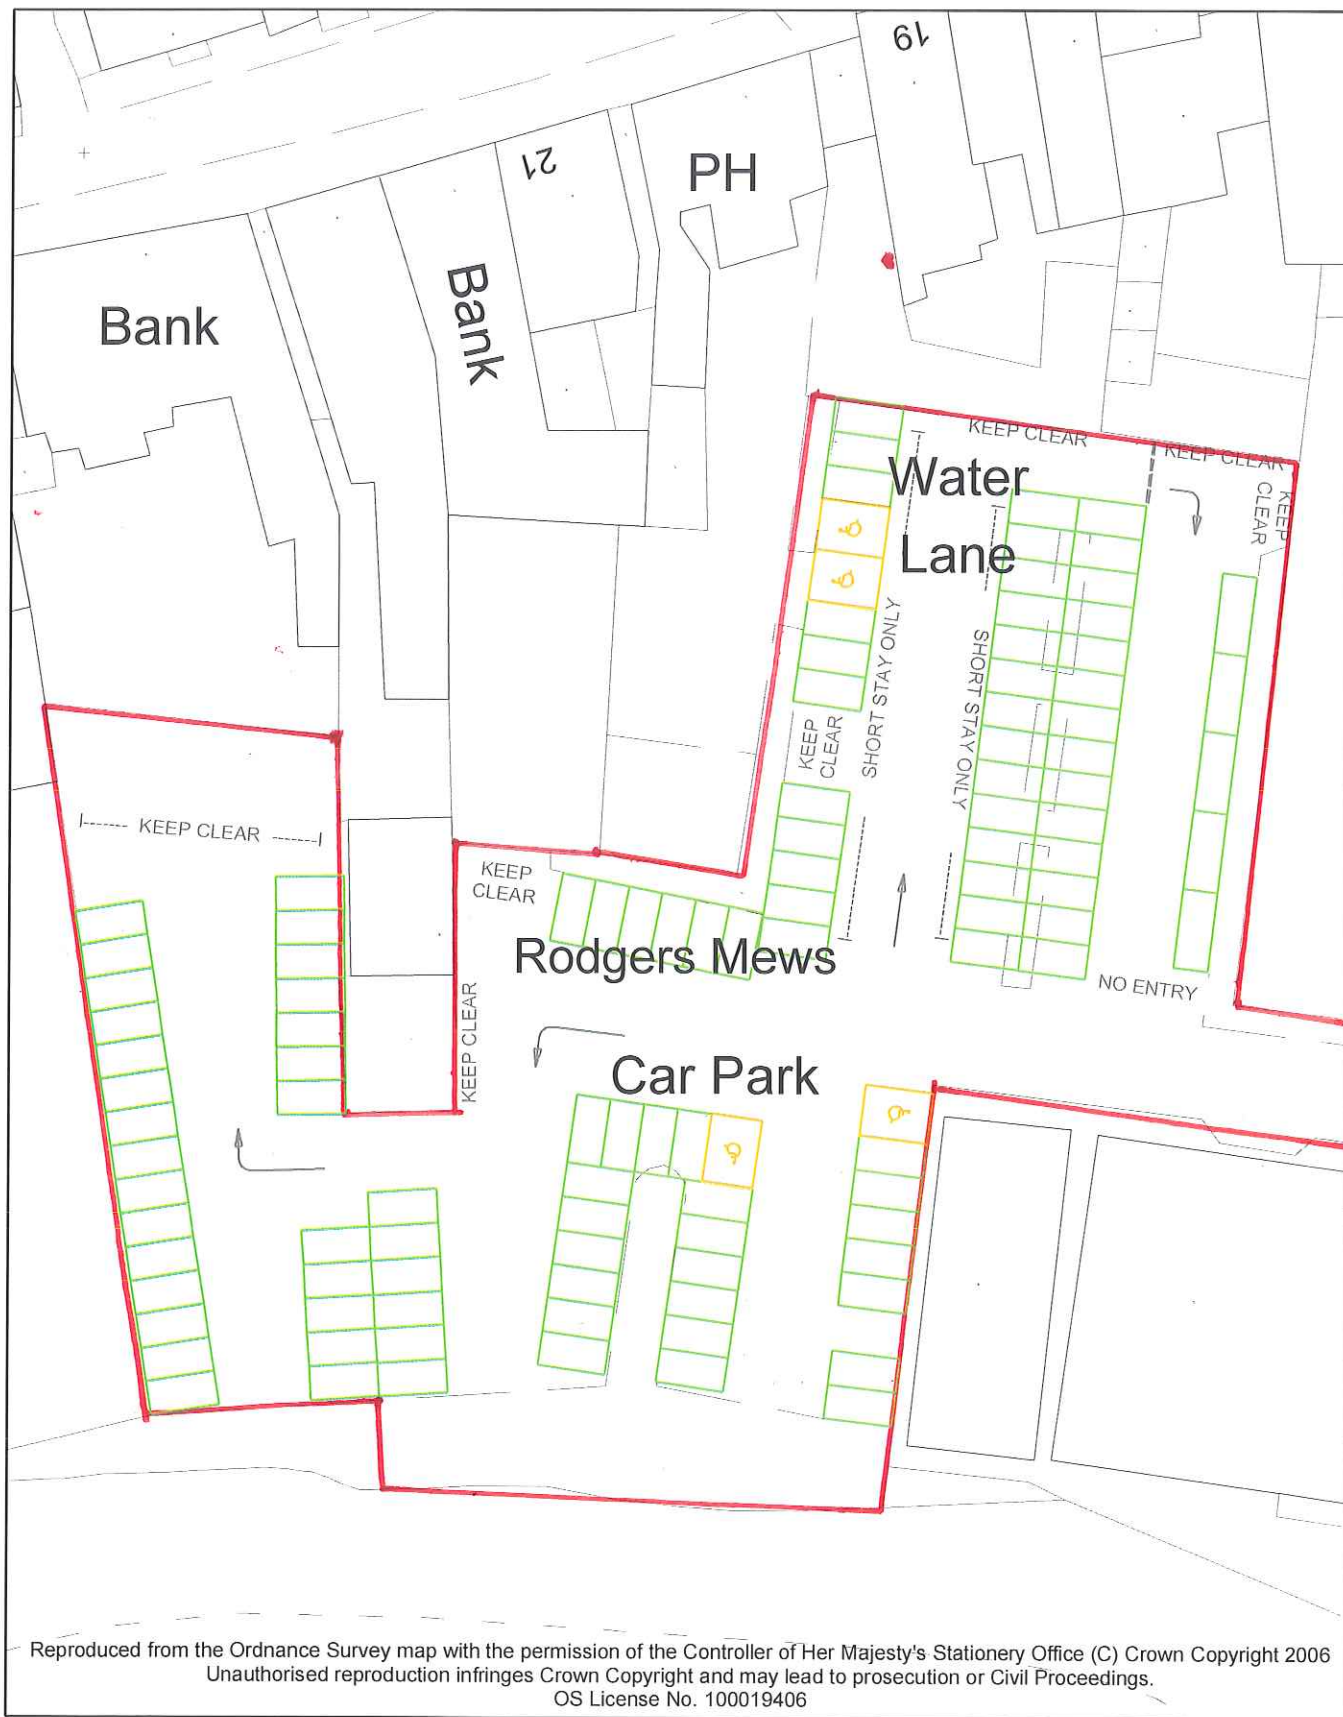 19
21
PH
Bank
Bank
KEEP CLEAR
KEEP CLEAR
KEEP
CLEAR
Water
Lane
SHORT STAY ONLY
SHORT STAY ONLY
KEEP
CLEAR
KEEP CLEAR
KEEP
CLEAR
Rodgers Mews
KEEP CLEAR
NO ENTRY
Car Park
Reproduced from the Ordnance Survey map with the permission of the Controller of Her Majesty's Stationery Office (C) Crown Copyright 2006
Unauthorised reproduction infringes Crown Copyright and may lead to prosecution or Civil Proceedings.
OS License No. 100019406